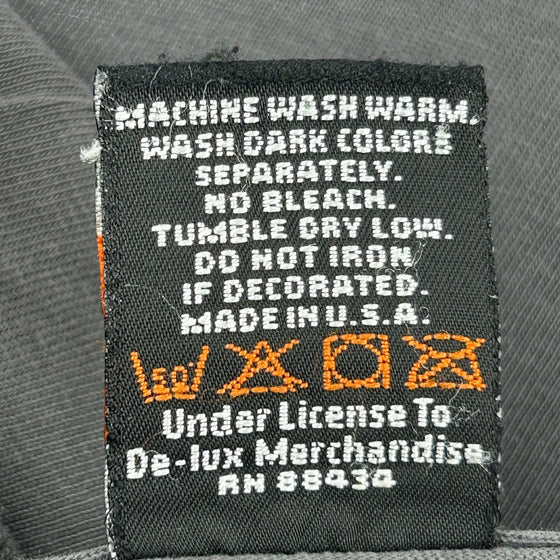 MACHINE WASH WARM.
WASH DARK COLORS
SEPARATELY.
NO BLEACH.
TUMBLE DRY LOW.
DO NOT IRON
IF DECORATED.
MADE IN U.S.A.
50
Under License To
De-lux Merchandise
RN 88434